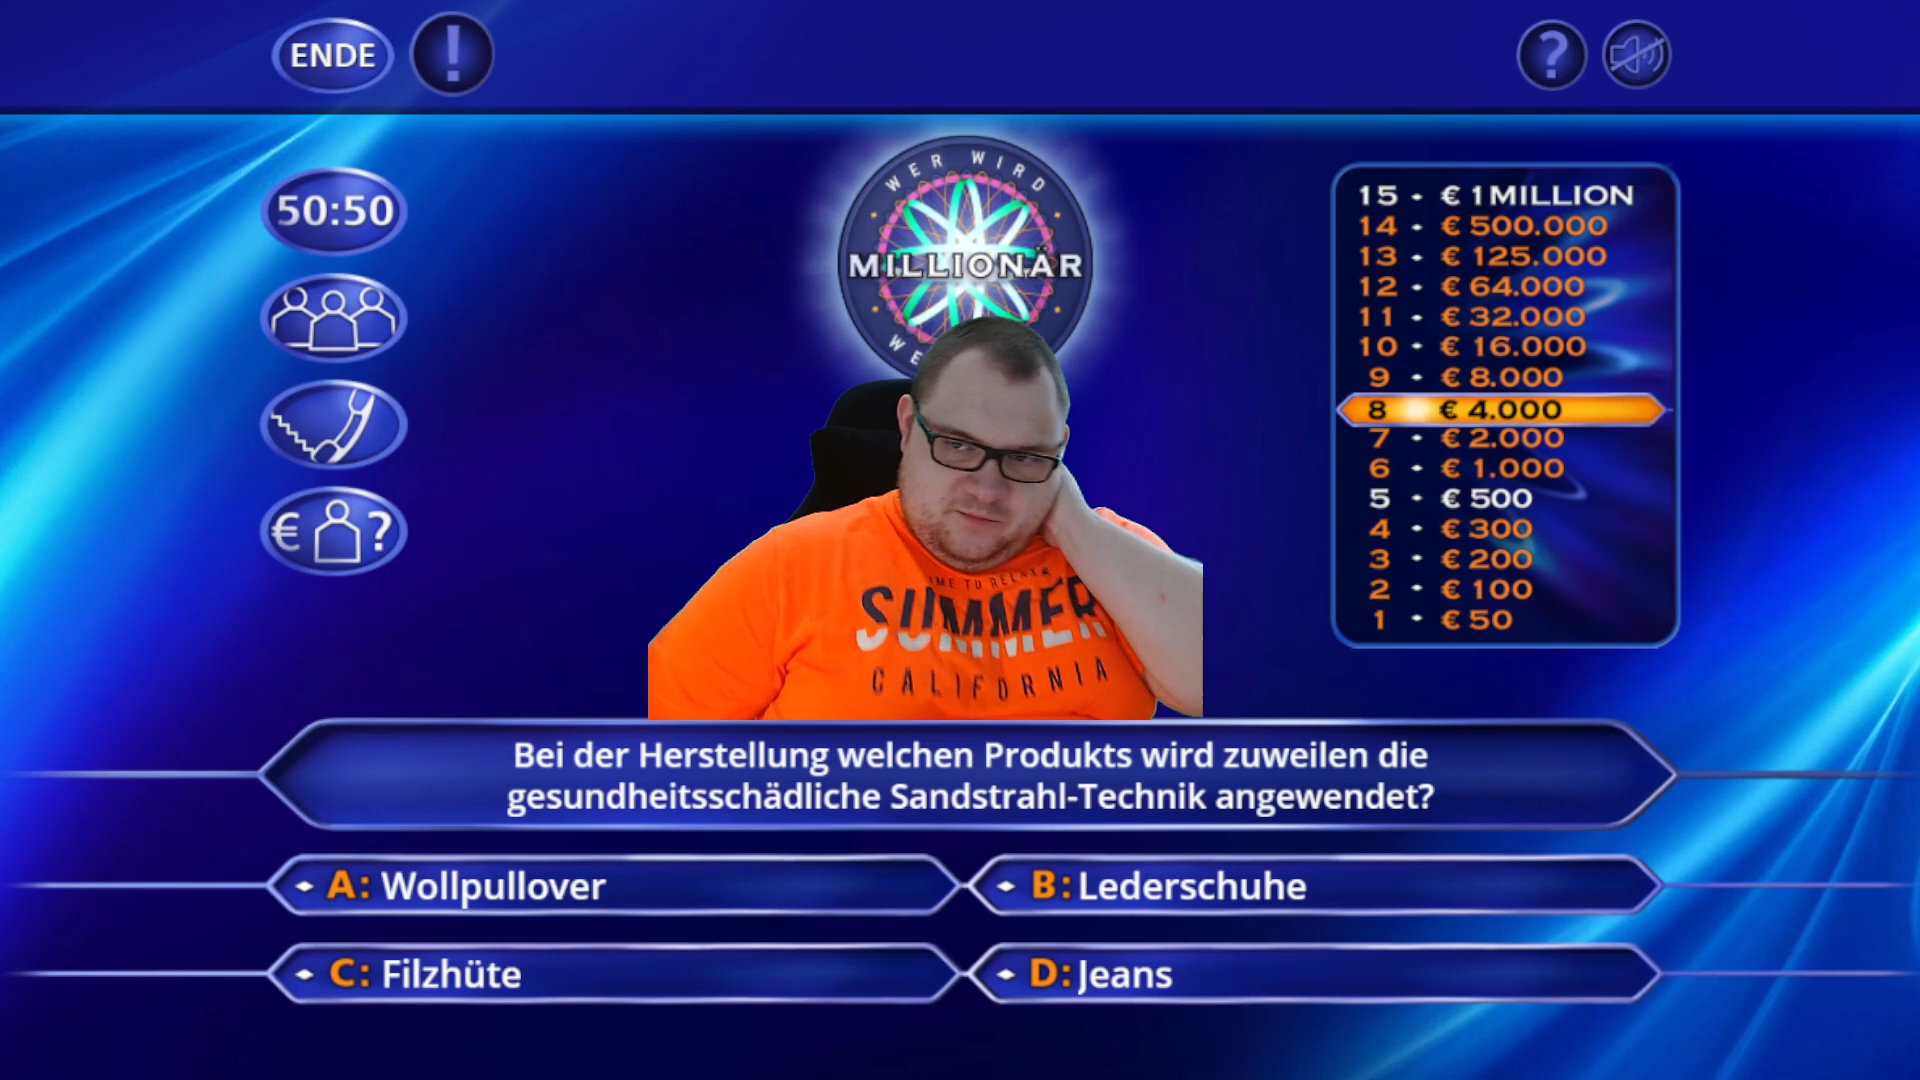 ENDE
!
?
50:50
€ ?
WER WIRD
MILLIONÄR
WE
15 · € 1 MILLION
14 · € 500.000
13 · € 125.000
12 · € 64.000
11 · € 32.000
10 · € 16.000
9 · € 8.000
8 € 4.000
7 · € 2.000
6 · € 1.000
5 · € 500
4 · € 300
3 · € 200
2 · € 100
1 · € 50
SUMMER
CALIFORNIA
Bei der Herstellung welchen Produkts wird zuweilen die
gesundheitsschädliche Sandstrahl-Technik angewendet?
A: Wollpullover
B: Lederschuhe
C: Filzhüte
D: Jeans